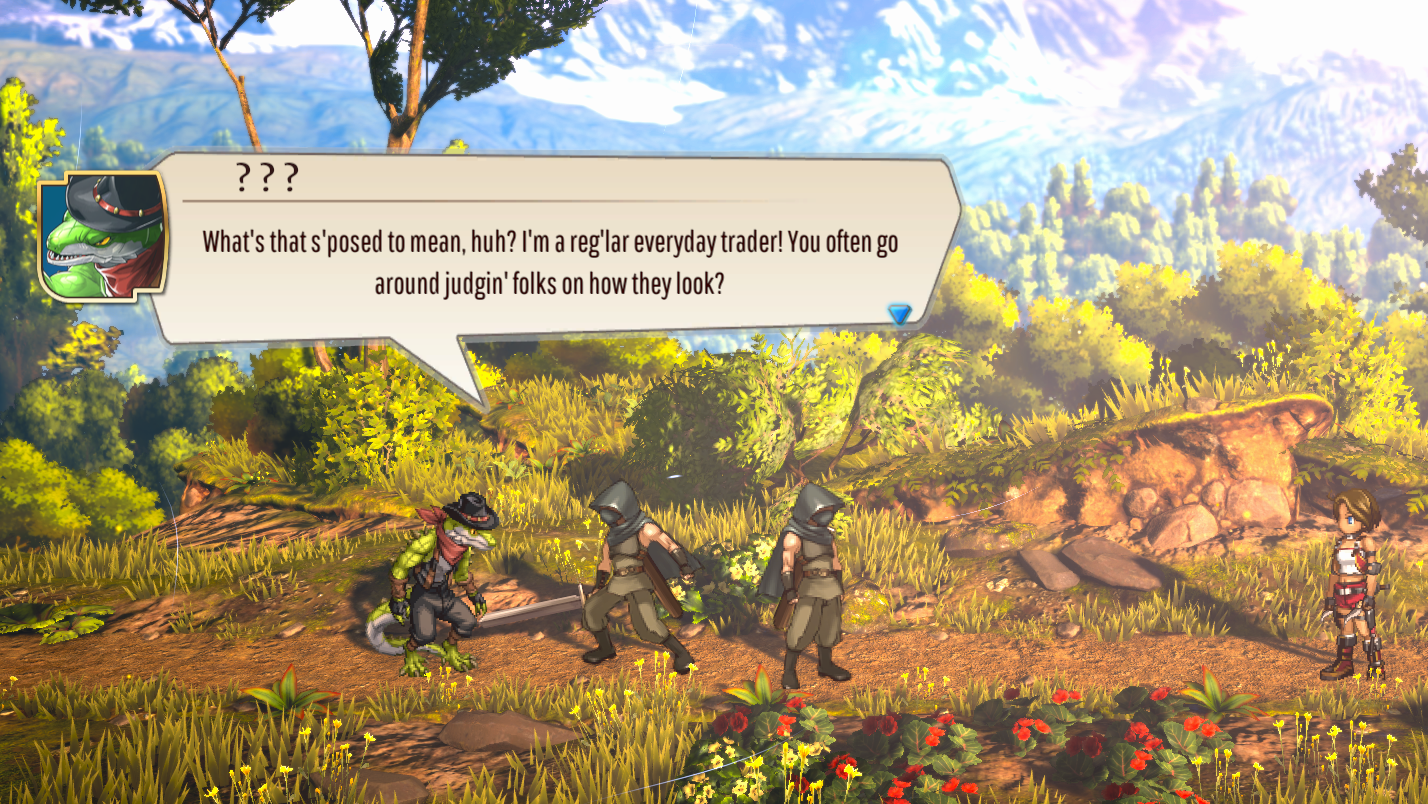 ? ? ?
What's that s'posed to mean, huh? I'm a reg'lar everyday trader! You often go
around judgin' folks on how they look?